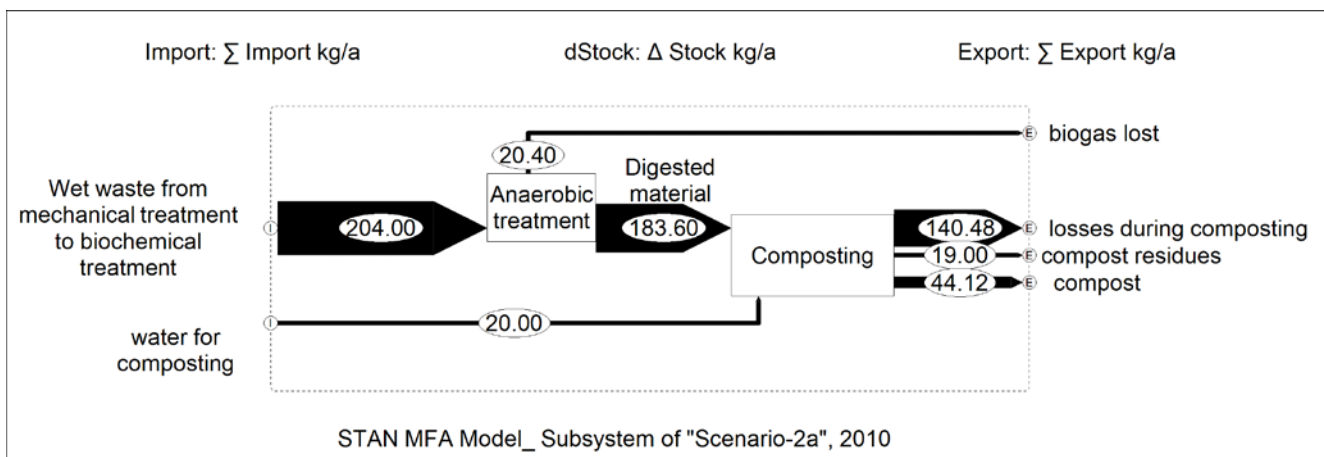 Import: ∑ Import kg/a
dStock: Δ Stock kg/a
Export: ∑ Export kg/a
E
biogas lost
20.40
Wet waste from
mechanical treatment
to biochemical
treatment
I
204.00
Anaerobic
treatment
Digested
material
183.60
Composting
140.48
E
losses during composting
19.00
E
compost residues
44.12
E
compost
I
20.00
water for
composting
STAN MFA Model_ Subsystem of "Scenario-2a", 2010